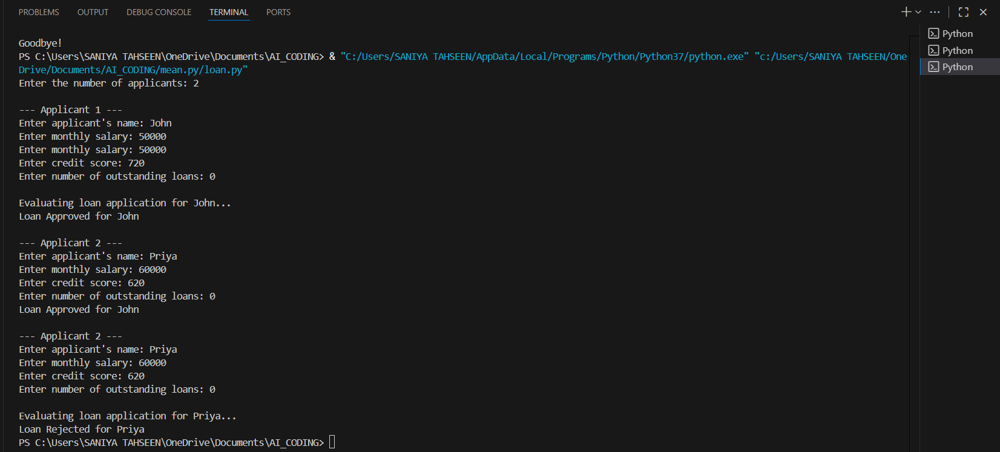 PROBLEMS OUTPUT DEBUG CONSOLE TERMINAL PORTS
Goodbye!
PS C:\Users\SANIYA TAHSEEN\OneDrive\Documents\AI_CODING> & "C:/Users/SANIYA TAHSEEN/AppData/Local/Programs/Python/Python37/python.exe" "c:/Users/SANIYA TAHSEEN/One
Drive/Documents/AI_CODING/mean.py/loan.py"
Enter the number of applicants: 2
--- Applicant 1 ---
Enter applicant's name: John
Enter monthly salary: 50000
Enter monthly salary: 50000
Enter credit score: 720
Enter number of outstanding loans: 0
Evaluating loan application for John...
Loan Approved for John
--- Applicant 2 ---
Enter applicant's name: Priya
Enter monthly salary: 60000
Enter credit score: 620
Enter number of outstanding loans: 0
Loan Approved for John
--- Applicant 2 ---
Enter applicant's name: Priya
Enter monthly salary: 60000
Enter credit score: 620
Enter number of outstanding loans: 0
Evaluating loan application for Priya...
Loan Rejected for Priya
PS C:\Users\SANIYA TAHSEEN\OneDrive\Documents\AI_CODING>
Python
Python
Python